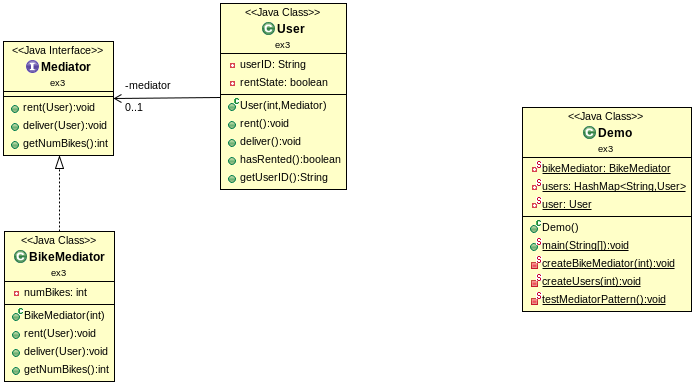 <<Java Interface>>
Mediator
ex3
rent(User):void
deliver(User):void
getNumBikes():int
-mediator
0..1
<<Java Class>>
User
ex3
userID: String
rentState: boolean
User(int,Mediator)
rent():void
deliver():void
hasRented():boolean
getUserID():String
<<Java Class>>
BikeMediator
ex3
numBikes: int
BikeMediator(int)
rent(User):void
deliver(User):void
getNumBikes():int
<<Java Class>>
Demo
ex3
bikeMediator: BikeMediator
users: HashMap<String,User>
user: User
Demo()
main(String[]):void
createBikeMediator(int):void
createUsers(int):void
testMediatorPattern():void